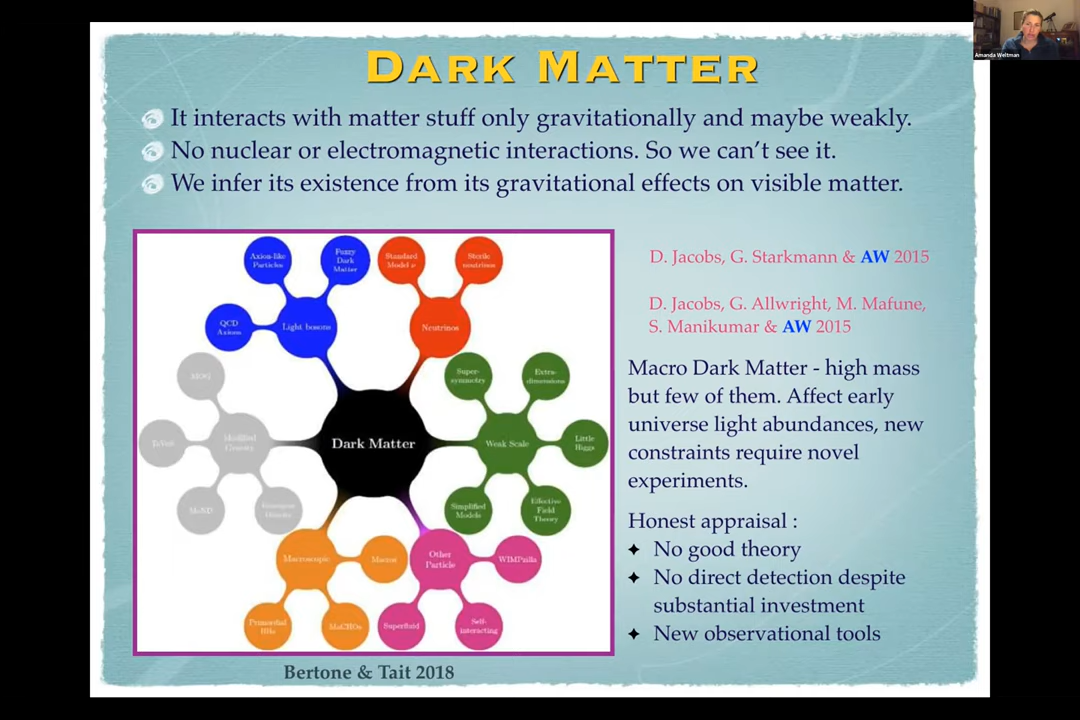 Amanda Weltman
DARK MATTER
It interacts with matter stuff only gravitationally and maybe weakly.
No nuclear or electromagnetic interactions. So we can't see it.
We infer its existence from its gravitational effects on visible matter.
Axion-like
Particles
Fuzzy
Dark
Matter
Standard
Model ν
Sterile
neutrinos
QCD
Axions
Light bosons
Neutrinos
Super-
symmetry
Extra-
dimensions
Modified
Dark Matter
Weak Scale
Little
Higgs
MoND
Simplified
Models
Effective
Field
Theory
Macroscopic
Macros
Other
Particle
WIMPzilla
Primordial
BHs
MaCHOs
Superfluid
Self-
interacting
Bertone & Tait 2018
D. Jacobs, G. Starkmann & AW 2015
D. Jacobs, G. Allwright, M. Mafune,
S. Manikumar & AW 2015
Macro Dark Matter - high mass
but few of them. Affect early
universe light abundances, new
constraints require novel
experiments.
Honest appraisal :
No good theory
No direct detection despite
substantial investment
New observational tools